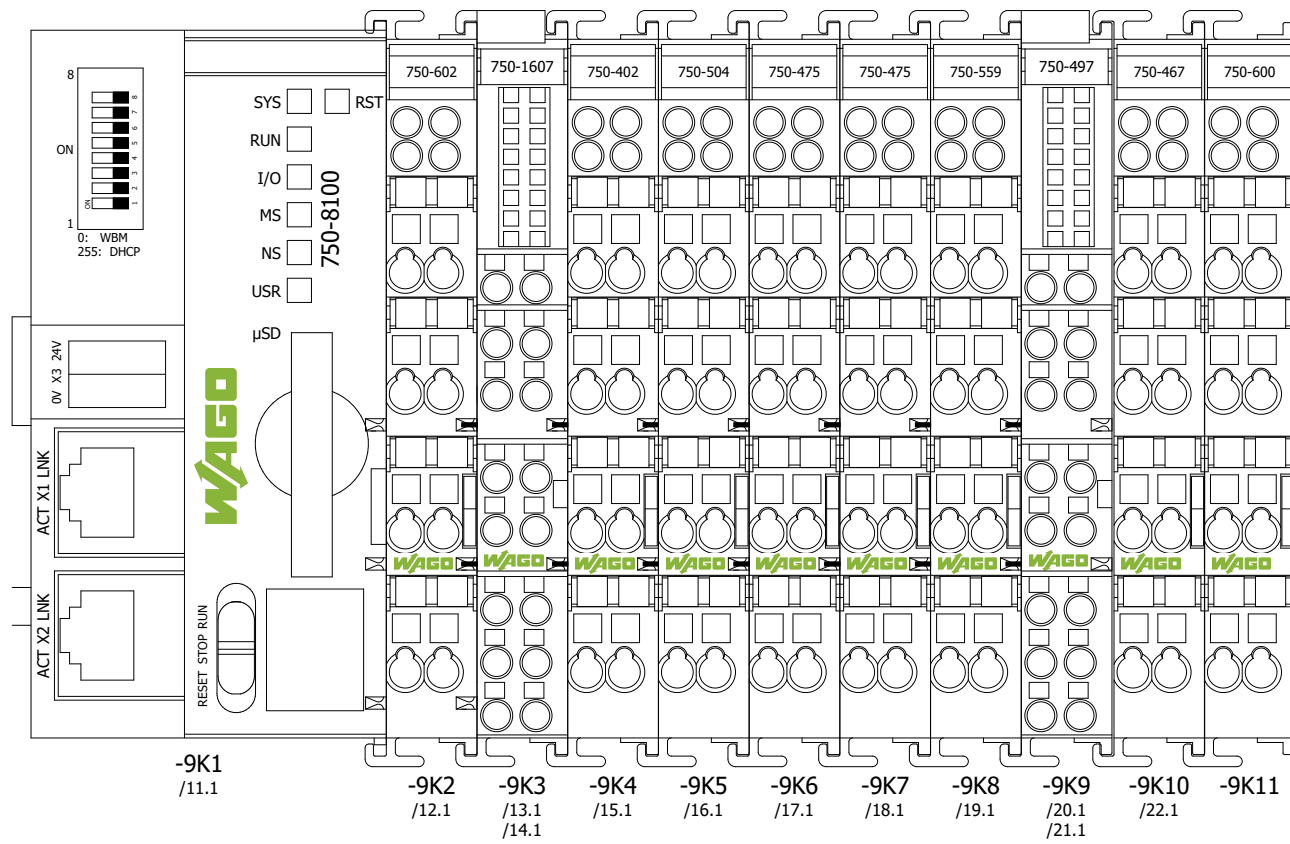 8
ON
1
0: WBM
255: DHCP
8
7
6
5
4
3
2
1
ON
SYS
RST
RUN
I/O
MS
NS
USR
µSD
750-8100
0V X3 24V
ACT X1 LNK
ACT X2 LNK
WAGO
RESET STOP RUN
750-602
750-1607
750-402
750-504
750-475
750-475
750-559
750-497
750-467
750-600
WAGO
WAGO
WAGO
WAGO
WAGO
WAGO
WAGO
WAGO
WAGO
WAGO
-9K1
/11.1
-9K2
/12.1
-9K3
/13.1
/14.1
-9K4
/15.1
-9K5
/16.1
-9K6
/17.1
-9K7
/18.1
-9K8
/19.1
-9K9
/20.1
/21.1
-9K10
/22.1
-9K11